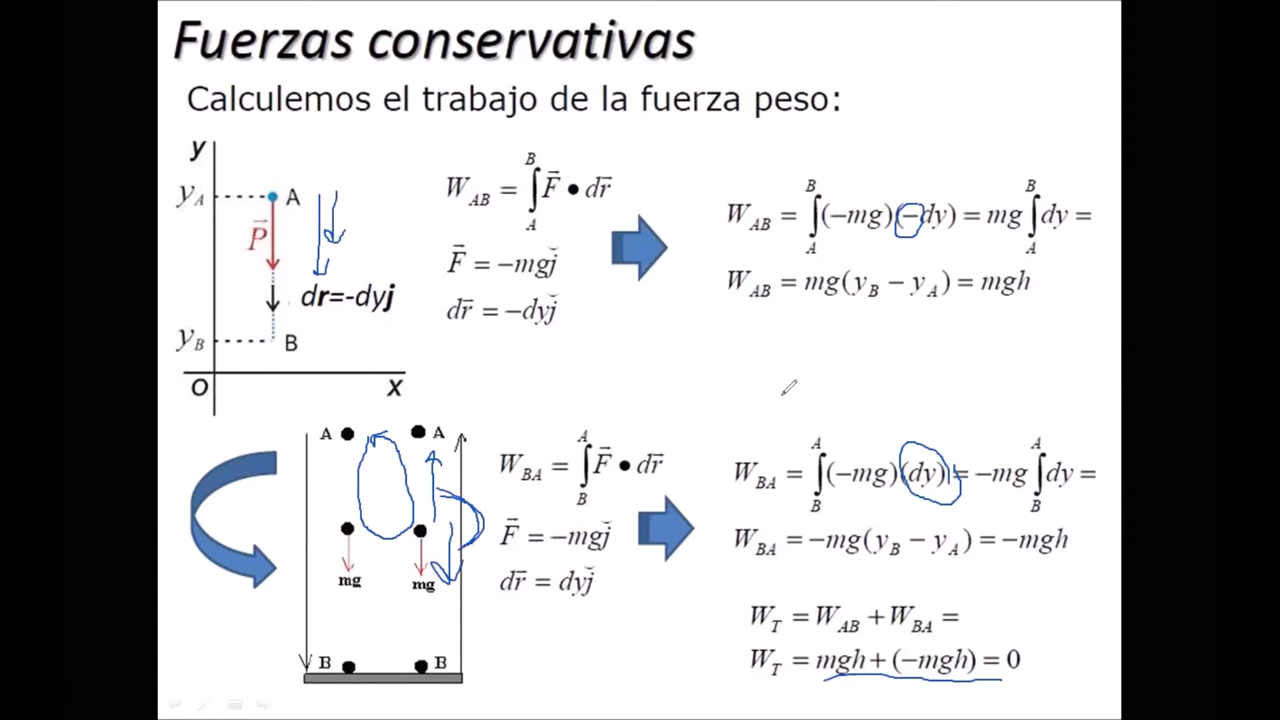 Fuerzas conservativas
Calculemos el trabajo de la fuerza peso:
y
y_A
A
P⃗
dr=-dyj
y_B
B
O
x
W_AB = ∫_A^B F⃗ • dr⃗
F⃗ = −mgj̆
dr⃗ = −dyj̆
W_AB = ∫_A^B (−mg)(−dy) = mg ∫_A^B dy =
W_AB = mg(y_B − y_A) = mgh
A
A
mg
mg
B
B
W_BA = ∫_B^A F⃗ • dr⃗
F⃗ = −mgj̆
dr⃗ = dyj̆
W_BA = ∫_B^A (−mg)(dy) = −mg ∫_B^A dy =
W_BA = −mg(y_B − y_A) = −mgh
W_T = W_AB + W_BA =
W_T = mgh + (−mgh) = 0